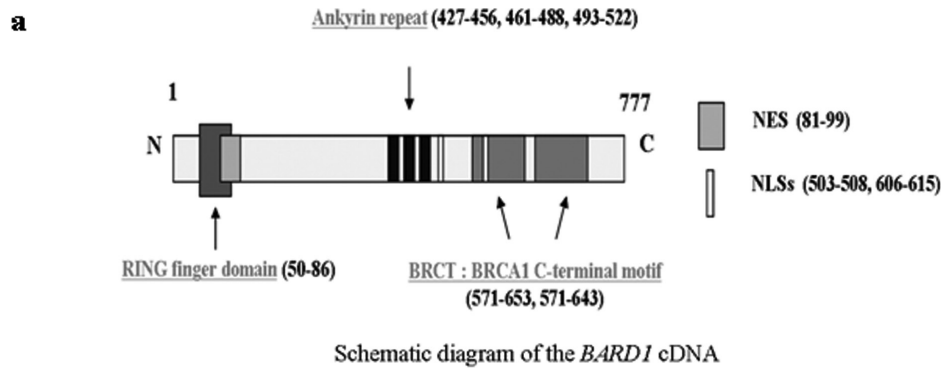 a
Ankyrin repeat (427-456, 461-488, 493-522)
1
777
N
C
NES (81-99)
NLSs (503-508, 606-615)
RING finger domain (50-86)
BRCT : BRCA1 C-terminal motif
(571-653, 571-643)
Schematic diagram of the BARD1 cDNA